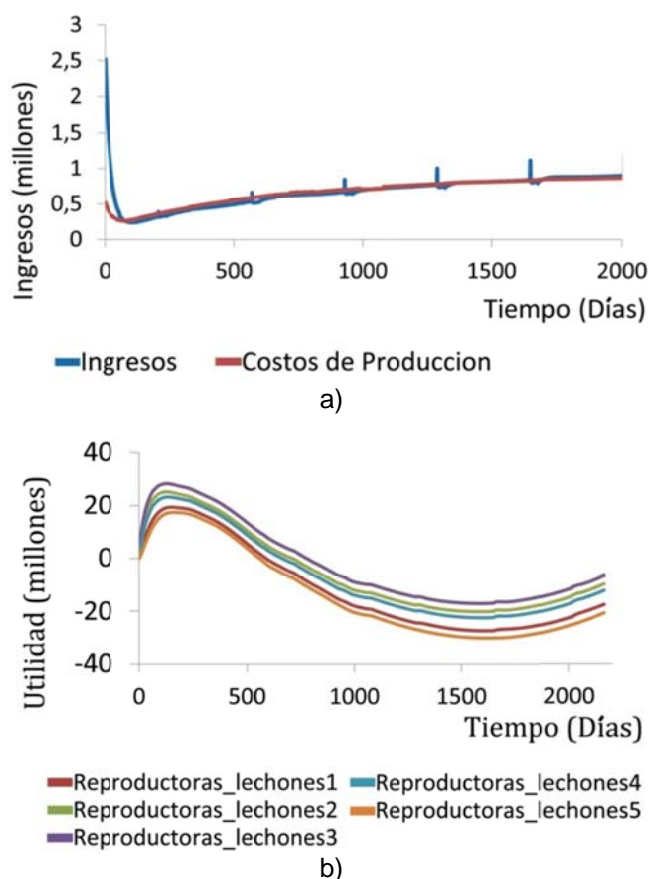 3
2,5
2
1,5
1
0,5
0
Ingresos (millones)
0 500 1000 1500 2000
Tiempo (Días)
Ingresos Costos de Produccion
a)
40
20
0
-20
-40
Utilidad (millones)
0 500 1000 1500 2000
Tiempo (Días)
Reproductoras_lechones1 Reproductoras_lechones4
Reproductoras_lechones2 Reproductoras_lechones5
Reproductoras_lechones3
b)